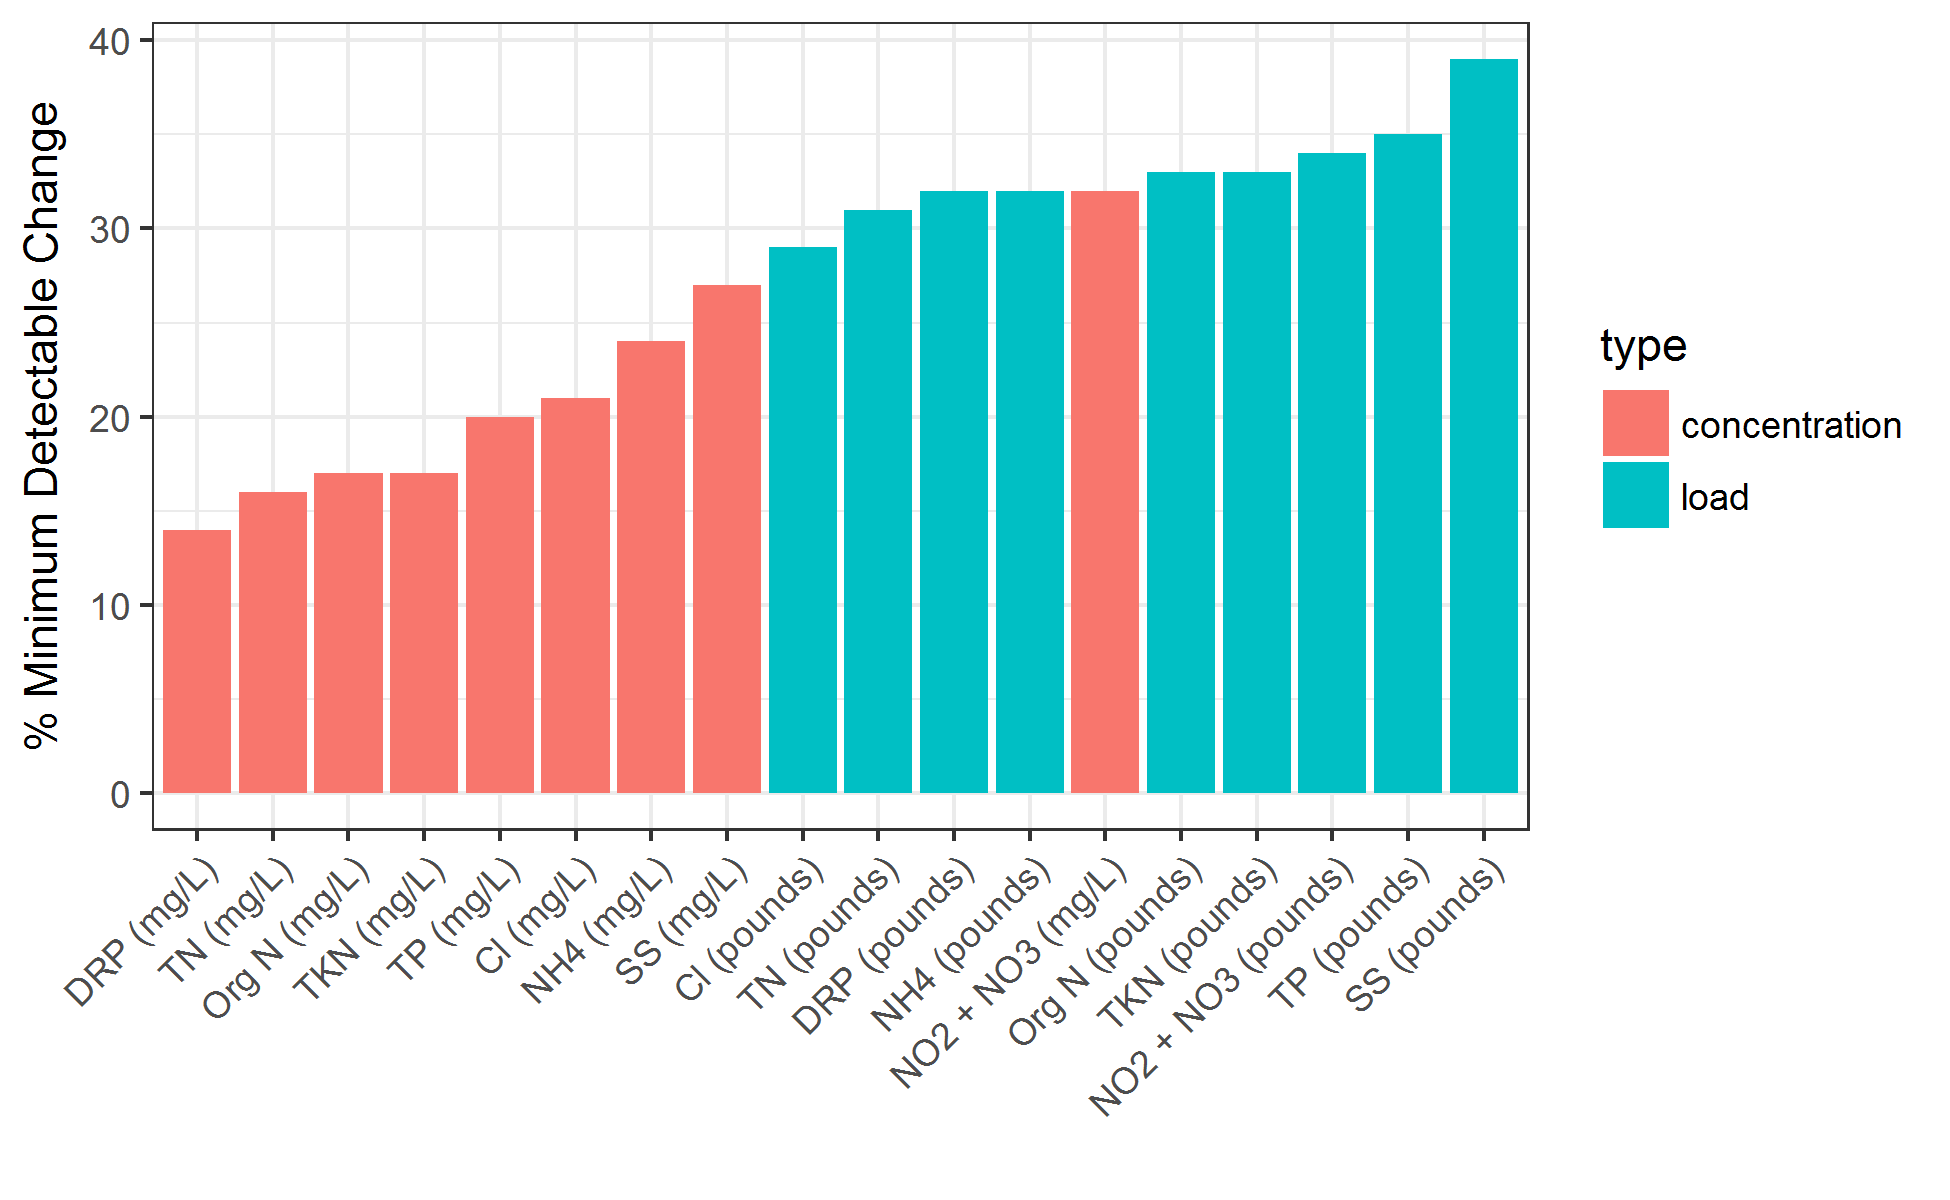 % Minimum Detectable Change
40
30
20
10
0
DRP (mg/L)
TN (mg/L)
Org N (mg/L)
TKN (mg/L)
TP (mg/L)
Cl (mg/L)
NH4 (mg/L)
SS (mg/L)
Cl (pounds)
TN (pounds)
DRP (pounds)
NH4 (pounds)
NO2 + NO3 (mg/L)
Org N (pounds)
TKN (pounds)
NO2 + NO3 (pounds)
TP (pounds)
SS (pounds)
type
concentration
load